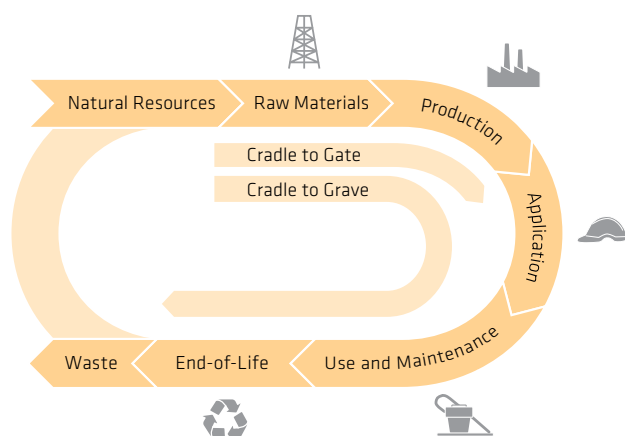 Natural Resources
Raw Materials
Production
Cradle to Gate
Cradle to Grave
Application
Use and Maintenance
End-of-Life
Waste